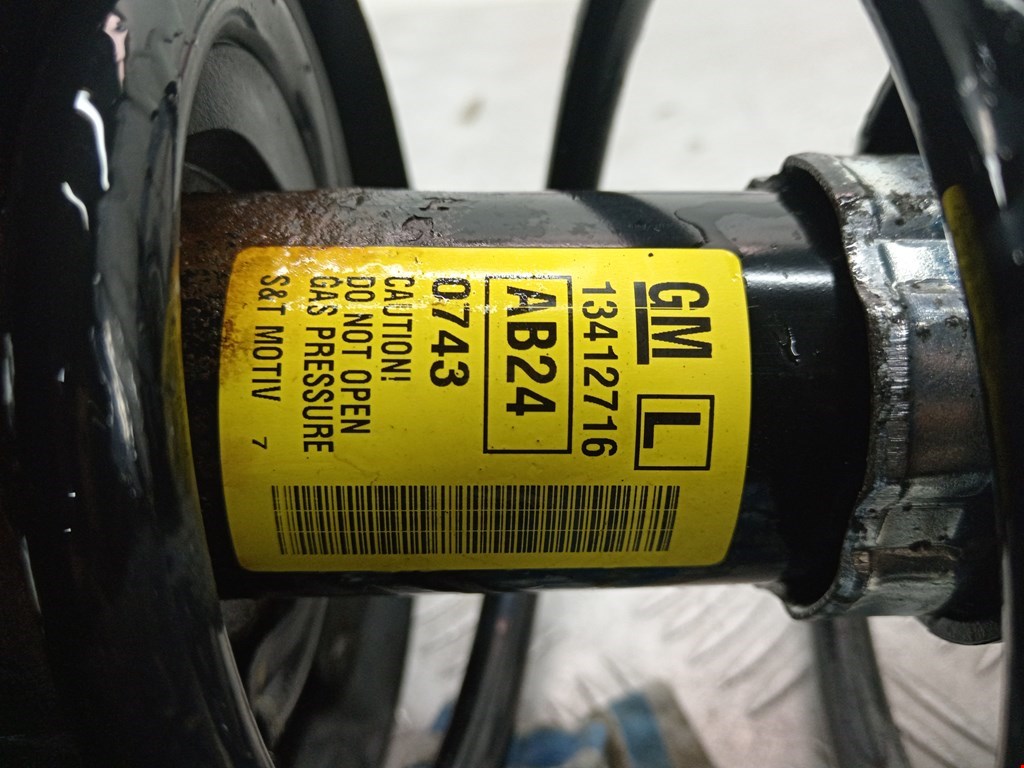 GM L
13412716
AB24
0743
CAUTION!
DO NOT OPEN
GAS PRESSURE
S&T MOTIV 7